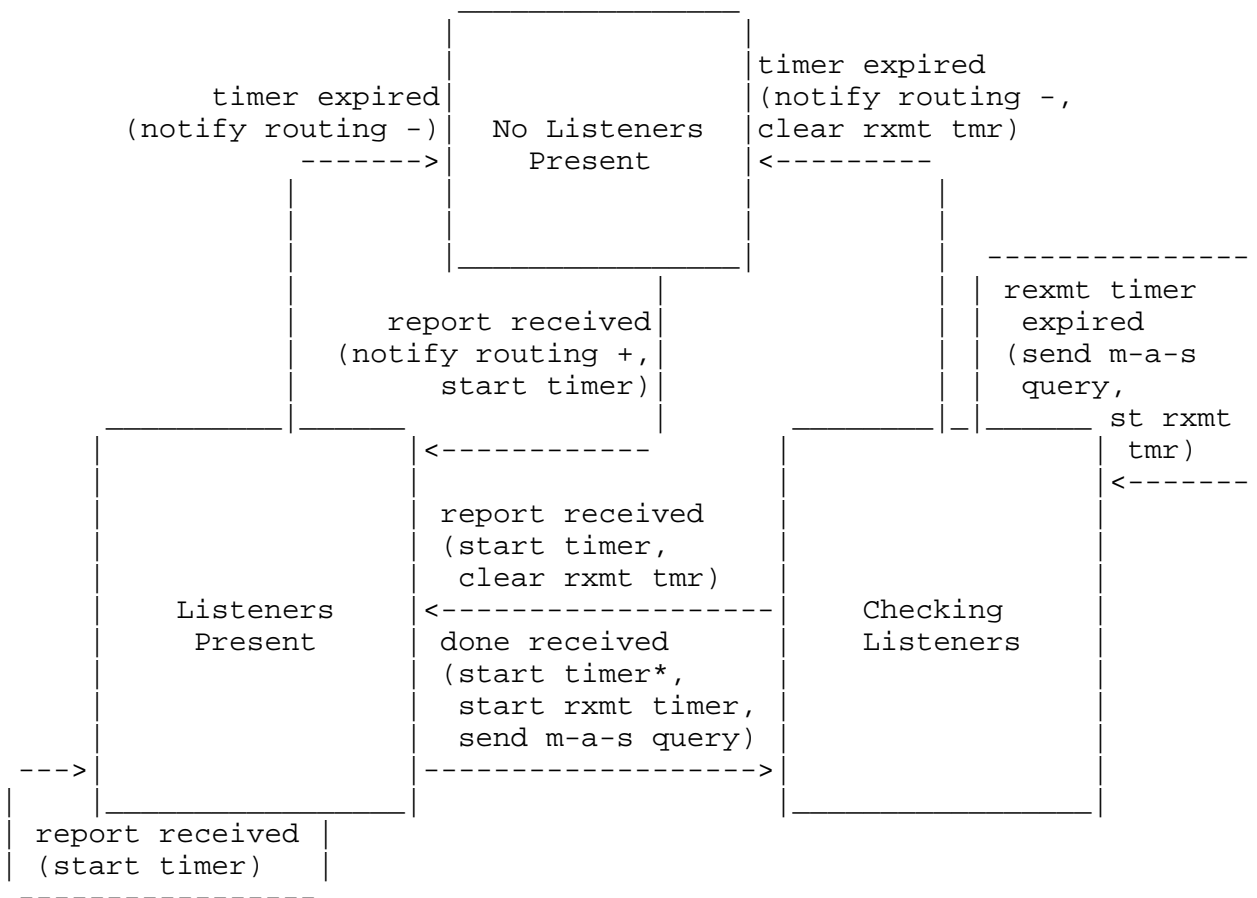 timer expired
(notify routing -)
No Listeners
Present
timer expired
(notify routing -,
clear rxmt tmr)
report received
(notify routing +,
start timer)
rexmt timer
expired
(send m-a-s
query,
st rxmt
tmr)
Listeners
Present
report received
(start timer,
clear rxmt tmr)
done received
(start timer*,
start rxmt timer,
send m-a-s query)
Checking
Listeners
report received
(start timer)